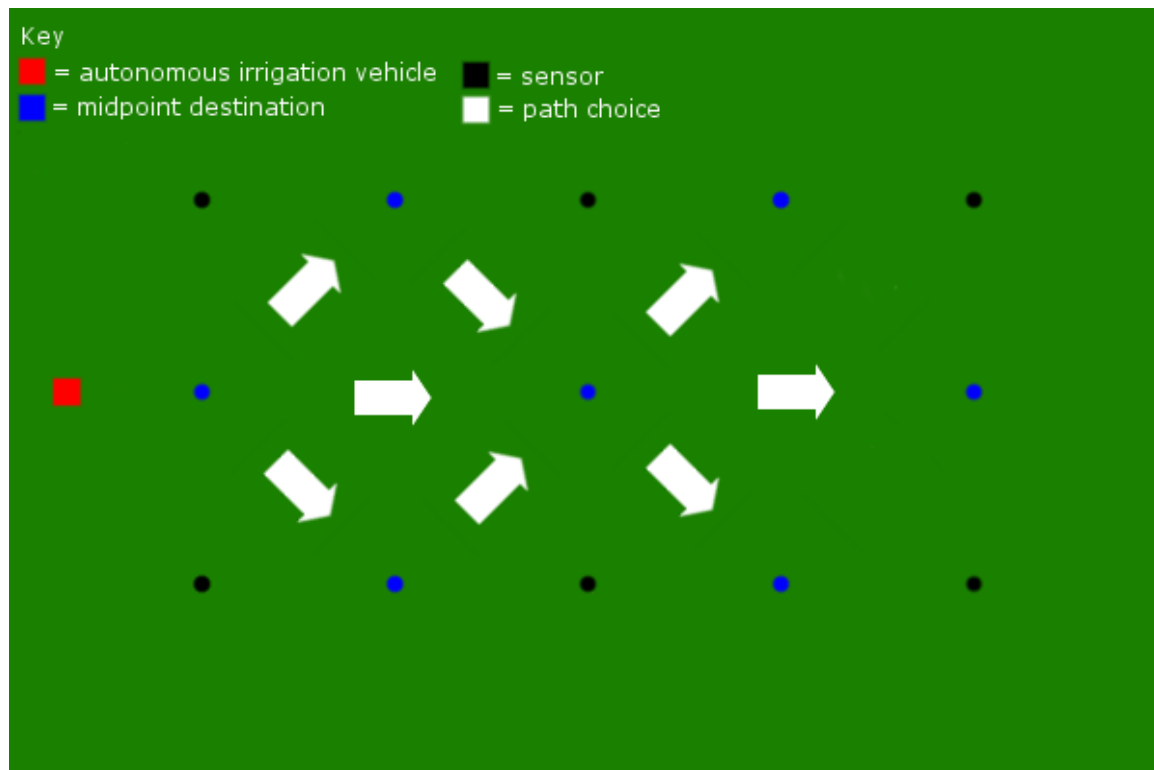 Key
= autonomous irrigation vehicle
= sensor
= midpoint destination
= path choice